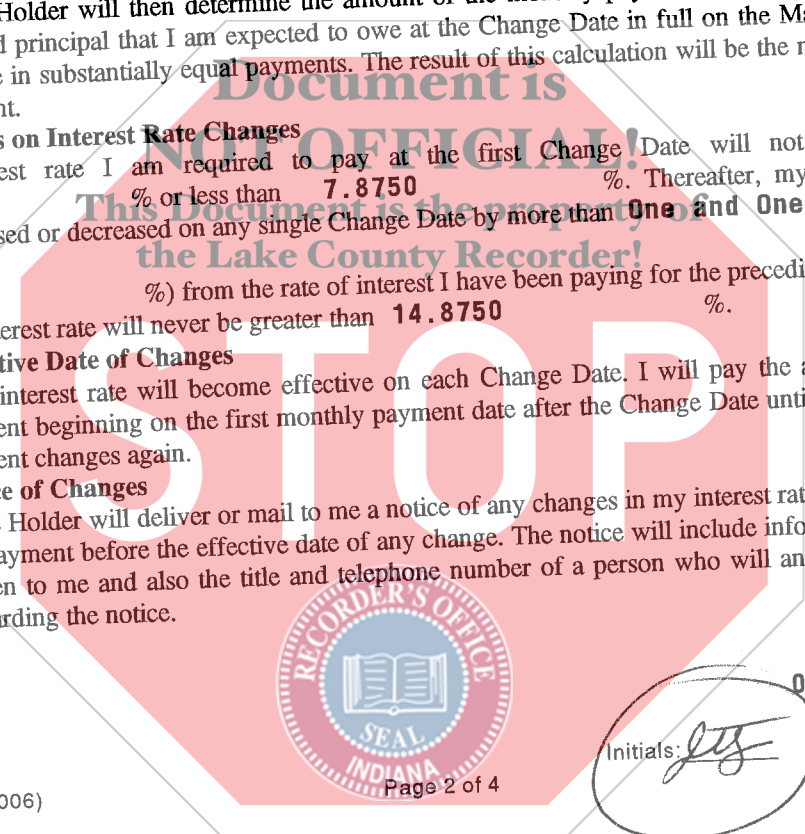 Holder will then determine the amount of the
principal that I am expected to owe at the Change Date in full on the Ma
e in substantially equal payments. The result of this calculation will be the
nt.
s on Interest Rate Changes
est rate I am required to pay at the first Change Date will not
% or less than 7.8750 %. Thereafter, my
sed or decreased on any single Change Date by more than One and One
%) from the rate of interest I have been paying for the precedi
erest rate will never be greater than 14.8750 %.
tive Date of Changes
interest rate will become effective on each Change Date. I will pay the a
ent beginning on the first monthly payment date after the Change Date unti
ent changes again.
ce of Changes
Holder will deliver or mail to me a notice of any changes in my interest rat
ayment before the effective date of any change. The notice will include info
en to me and also the title and telephone number of a person who will an
arding the notice.
Document is
NOT OFFICIAL!
This Document is the property of
the Lake County Recorder!
STOP
RECORDER'S OFFICE
SEAL
INDIANA
Initials:
006)
Page 2 of 4